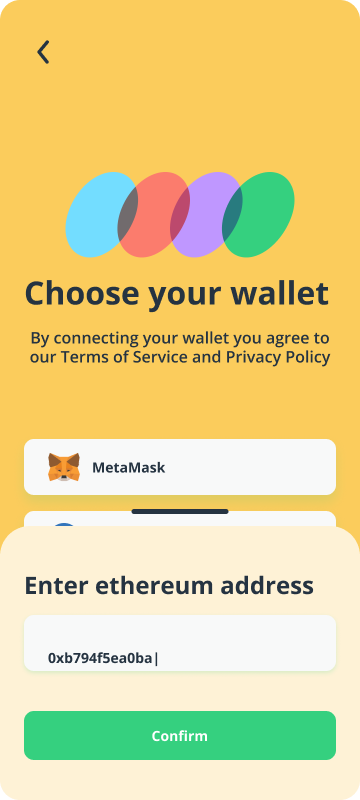 Choose your wallet
By connecting your wallet you agree to
our Terms of Service and Privacy Policy
MetaMask
Enter ethereum address
0xb794f5ea0ba|
Confirm